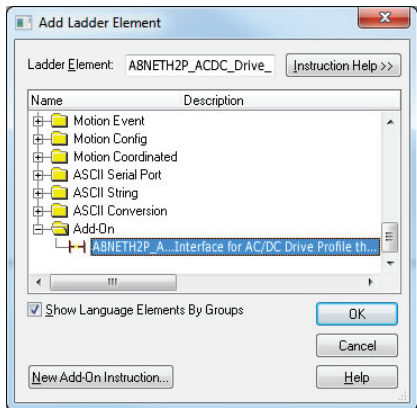 Add Ladder Element
Ladder Element: A8NETH2P_ACDC_Drive_ Instruction Help >>
Name Description
Motion Event
Motion Config
Motion Coordinated
ASCII Serial Port
ASCII String
ASCII Conversion
Add-On
A8NETH2P_A...Interface for AC/DC Drive Profile th...
Show Language Elements By Groups
OK
Cancel
New Add-On Instruction... Help